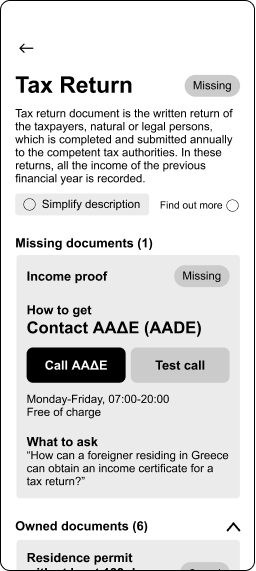 Tax Return
Missing
Tax return document is the written return of
the taxpayers, natural or legal persons,
which is completed and submitted annually
to the competent tax authorities. In these
returns, all the income of the previous
financial year is recorded.
Simplify description
Find out more
Missing documents (1)
Income proof
Missing
How to get
Contact ΑΑΔΕ (AADE)
Call ΑΑΔΕ
Test call
Monday-Friday, 07:00-20:00
Free of charge
What to ask
“How can a foreigner residing in Greece
can obtain an income certificate for a
tax return?”
Owned documents (6)
Residence permit